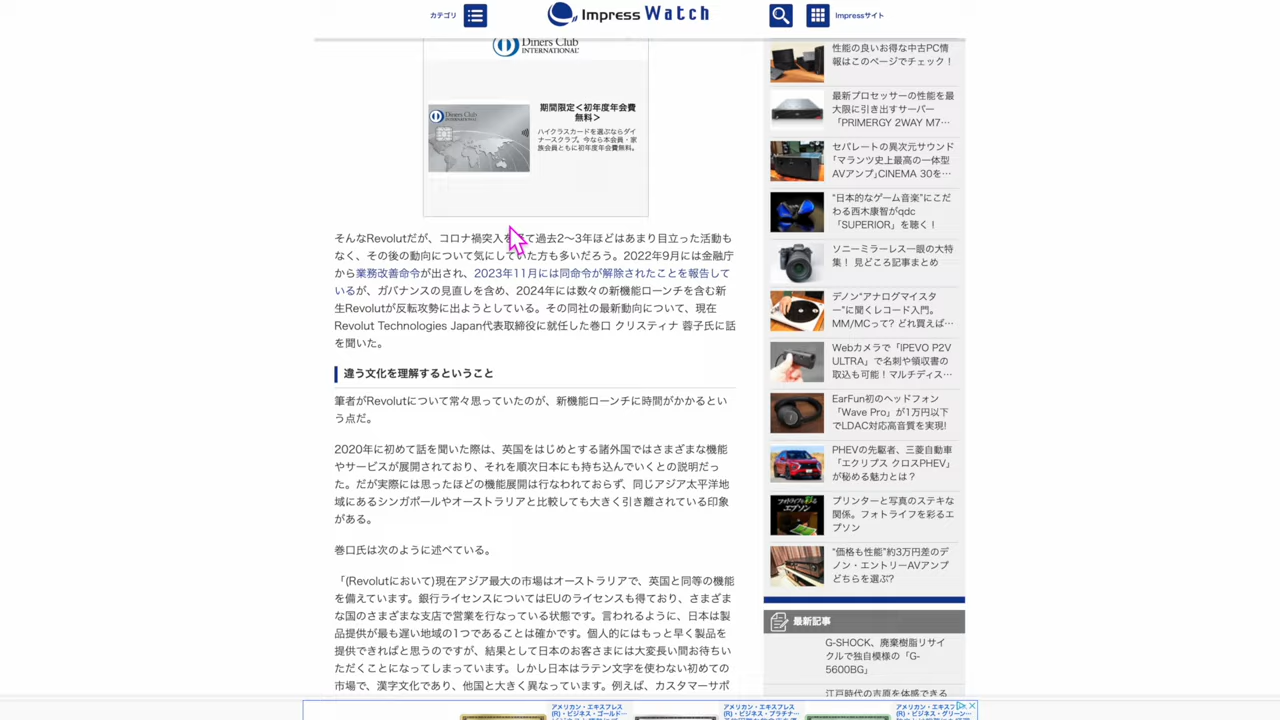 カテゴリ
Impress Watch
Impressサイト
Diners Club
INTERNATIONAL
期間限定<初年度年会費
無料>
ハイクラスカードを選ぶならダイ
ナースクラブ。今なら本会員・家
族会員ともに初年度年会費無料。
Diners Club
INTERNATIONAL
そんなRevolutだが、コロナ禍突入を経て過去2〜3年ほどはあまり目立った活動も
なく、その後の動向について気にしていた方も多いだろう。2022年9月には金融庁
から業務改善命令が出され、2023年11月には同命令が解除されたことを報告して
いるが、ガバナンスの見直しを含め、2024年には数々の新機能ローンチを含む新
生Revolutが反転攻勢に出ようとしている。その同社の最新動向について、現在
Revolut Technologies Japan代表取締役に就任した巻口 クリスティナ 蓉子氏に話
を聞いた。
違う文化を理解するということ
筆者がRevolutについて常々思っていたのが、新機能ローンチに時間がかかるとい
う点だ。
2020年に初めて話を聞いた際は、英国をはじめとする諸外国ではさまざまな機能
やサービスが展開されており、それを順次日本にも持ち込んでいくとの説明だっ
た。だが実際には思ったほどの機能展開は行なわれておらず、同じアジア太平洋地
域にあるシンガポールやオーストラリアと比較しても大きく引き離されている印象
がある。
巻口氏は次のように述べている。
「(Revolutにおいて)現在アジア最大の市場はオーストラリアで、英国と同等の機能
を備えています。銀行ライセンスについてはEUのライセンスも得ており、さまざま
な国のさまざまな支店で営業を行なっている状態です。言われるように、日本は製
品提供が最も遅い地域の1つであることは確かです。個人的にはもっと早く製品を
提供できればと思うのですが、結果として日本のお客さまには大変長い間お待ちい
ただくことになってしまっています。しかし日本はラテン文字を使わない初めての
市場で、漢字文化であり、他国と大きく異なっています。例えば、カスタマーサポ
性能の良いお得な中古PC情
報はこのページでチェック！
最新プロセッサーの性能を最
大限に引き出すサーバー
「PRIMERGY 2WAY M7…
セパレートの異次元サウンド
「マランツ史上最高の一体型
AVアンプ」CINEMA 30を…
“日本的なゲーム音楽”にこだ
わる西木康智がqdc
「SUPERIOR」を聴く！
ソニーミラーレス一眼の大特
集！ 見どころ記事まとめ
デノン“アナログマイスタ
ー”に聞くレコード入門。
MM/MCって? どれ買えば…
Webカメラで「IPEVO P2V
ULTRA」で名刺や領収書の
取込も可能！マルチディス…
EarFun初のヘッドフォン
「Wave Pro」が1万円以下
でLDAC対応高音質を実現!
PHEVの先駆者、三菱自動車
「エクリプス クロスPHEV」
が秘める魅力とは？
プリンターと写真のステキな
関係。フォトライフを彩るエ
プソン
“価格も性能”約3万円差のデ
ノン・エントリーAVアンプ
どちらを選ぶ?
最新記事
G-SHOCK、廃棄樹脂リサイ
クルで独自模様の「G-
5600BG」
江戸時代の吉原を体感できる
アメリカン・エキスプレス
(R)・ビジネス・ゴールド…
アメリカン・エキスプレス
(R)・ビジネス・プラチナ…
アメリカン・エキスプレス
(R)・ビジネス・グリーン…